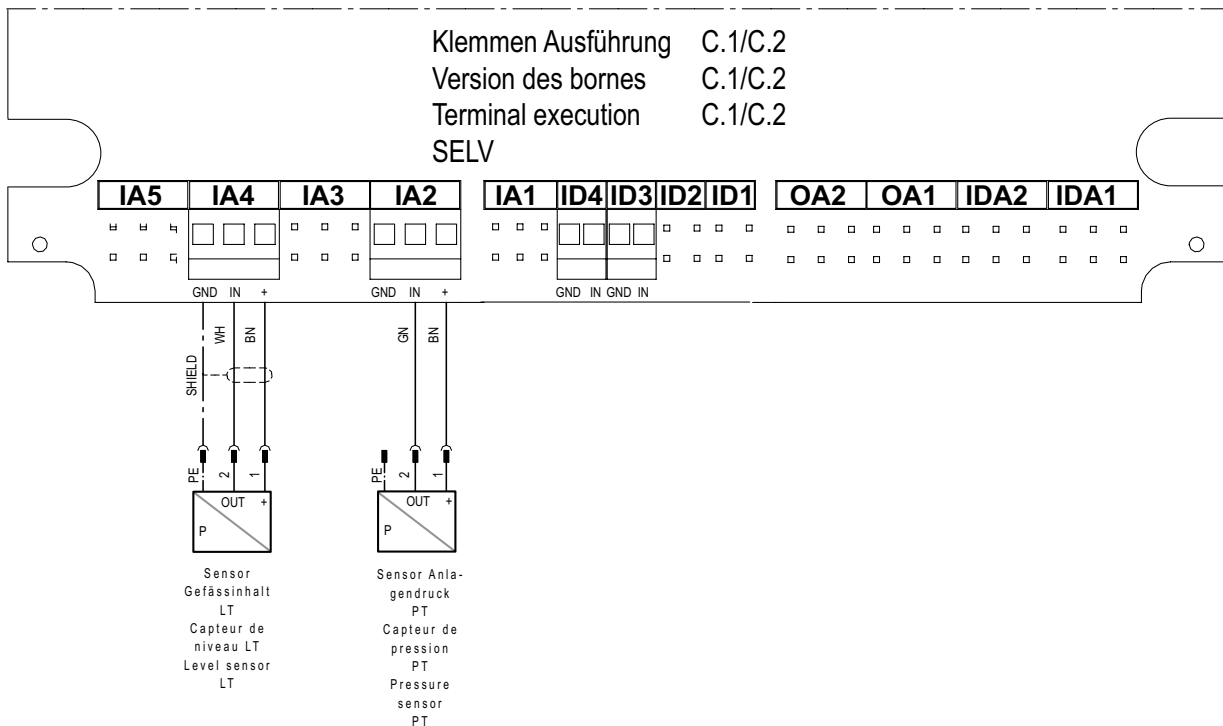 Klemmen Ausführung C.1/C.2
Version des bornes C.1/C.2
Terminal execution C.1/C.2
SELV
IA5 IA4 IA3 IA2 IA1 ID4 ID3 ID2 ID1 OA2 OA1 IDA2 IDA1
GND IN + GND IN + GND IN GND IN
SHIELD WH BN GN BN
PE 2 1 PE 2 1
OUT + OUT +
P P
Sensor
Gefässinhalt
LT
Capteur de
niveau LT
Level sensor
LT
Sensor Anla-
gendruck
PT
Capteur de
pression
PT
Pressure
sensor
PT